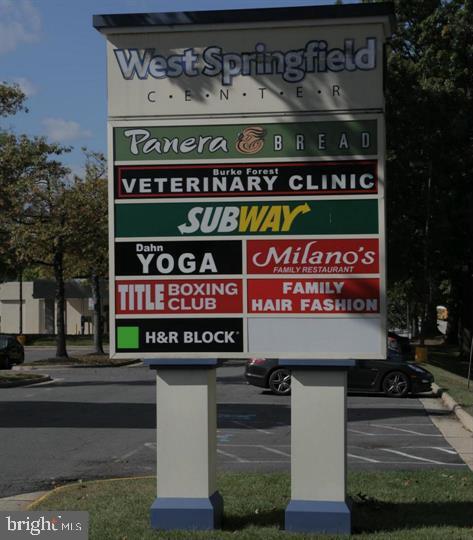 West Springfield
C·E·N·T·E·R
Panera BREAD
Burke Forest
VETERINARY CLINIC
SUBWAY
Dahn
YOGA
Milano's
FAMILY RESTAURANT
TITLE BOXING
CLUB
FAMILY
HAIR FASHION
H&R BLOCK
bright MLS